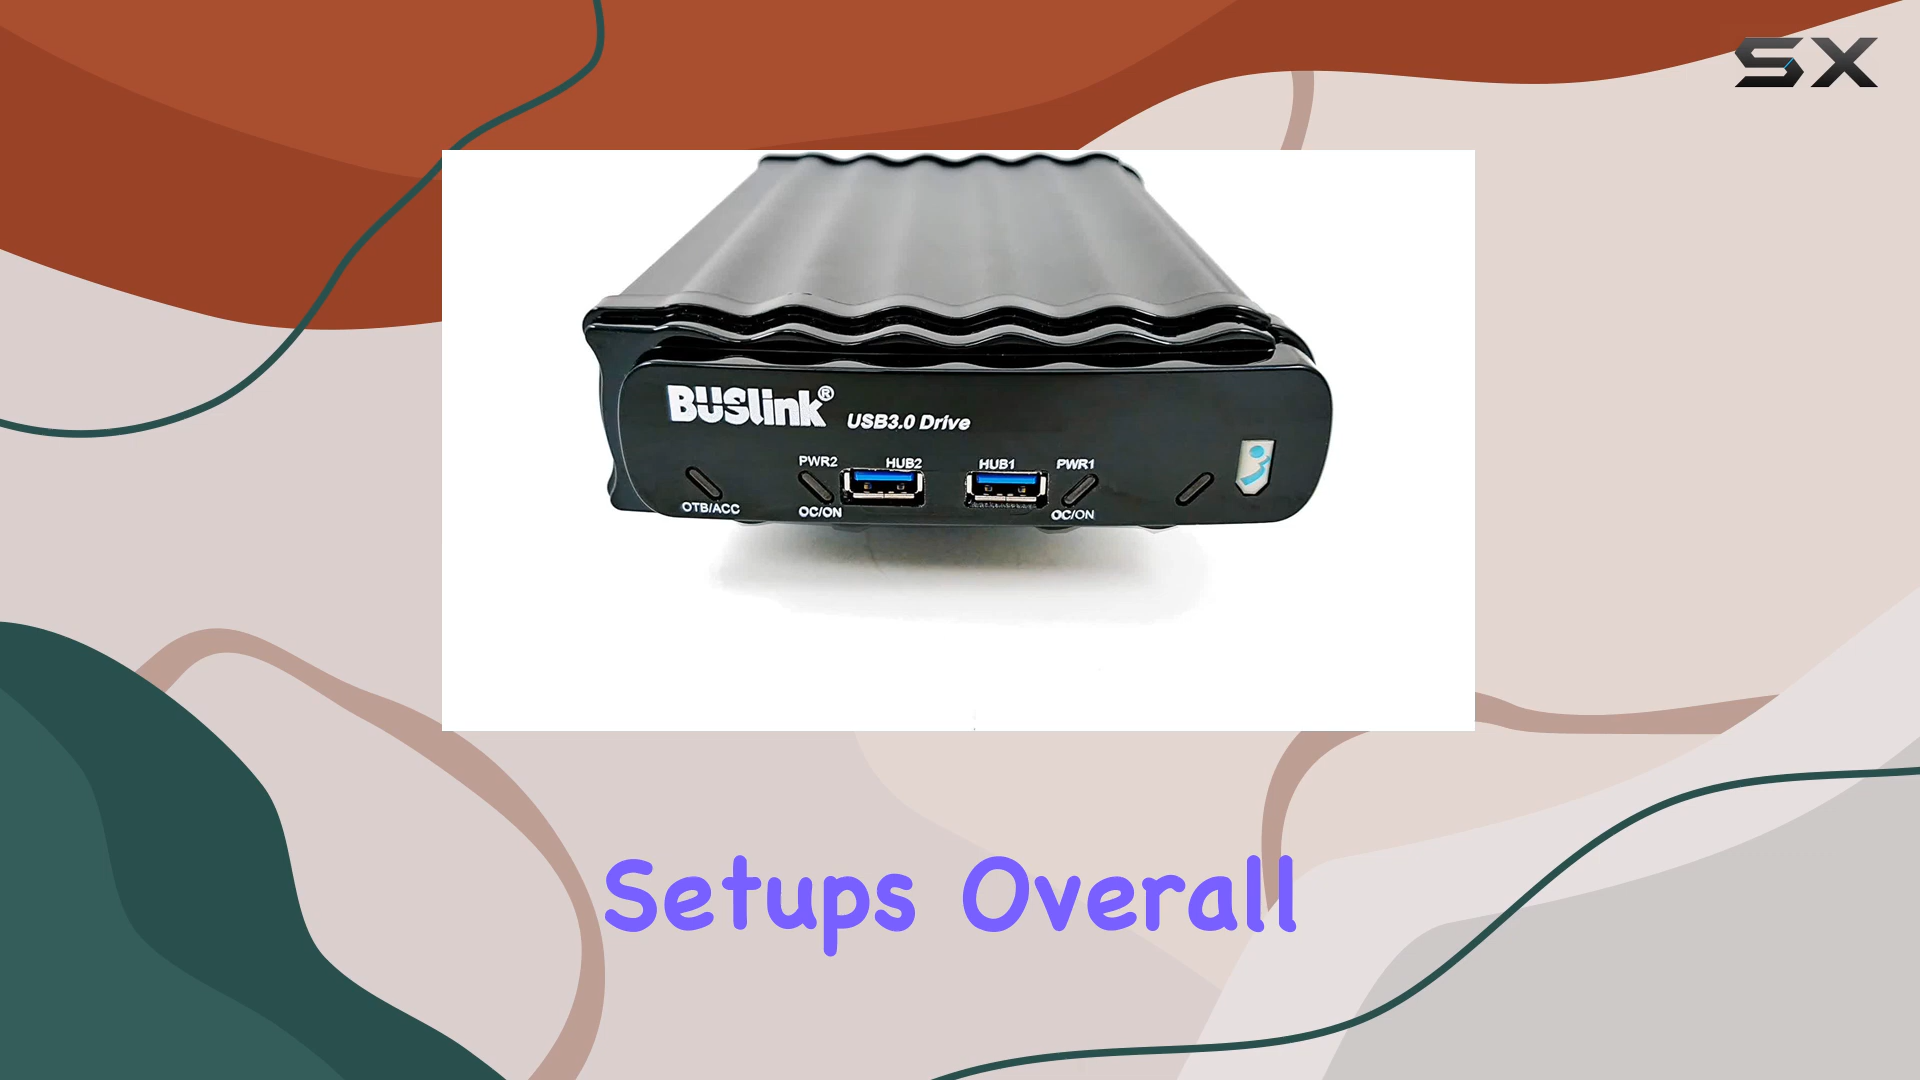 SX
BUSlink® USB3.0 Drive
PWR2 HUB2 HUB1 PWR1
OTB/ACC OC/ON OC/ON
Setups Overall